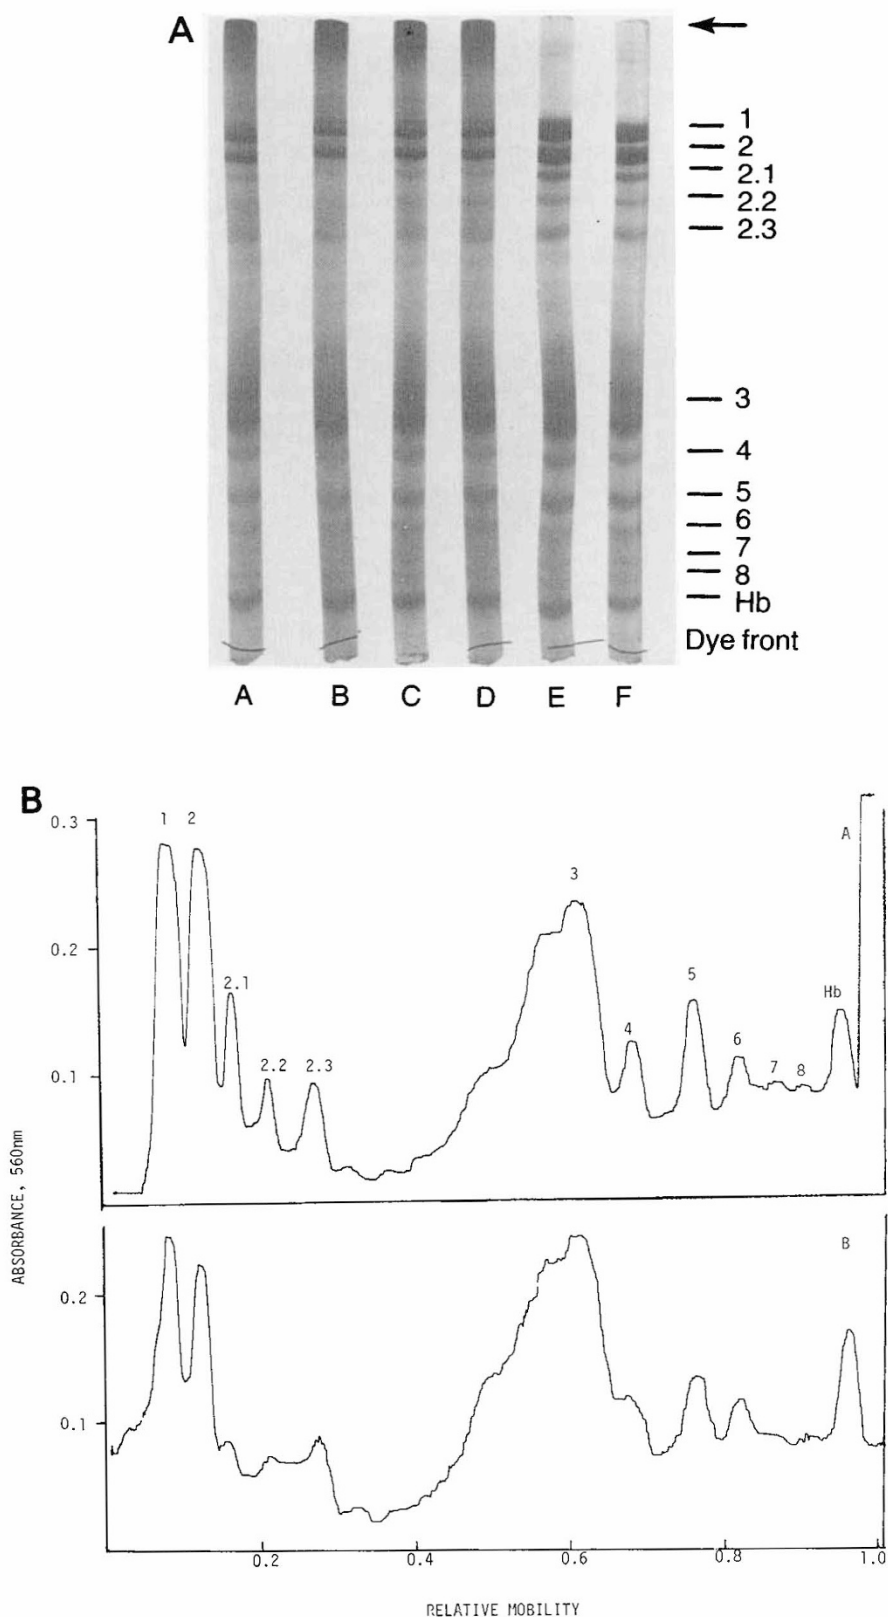 A
1
2
2.1
2.2
2.3
3
4
5
6
7
8
Hb
Dye front
A B C D E F
B
0.3
0.2
0.1
1 2 2.1 2.2 2.3 3 4 5 6 7 8 Hb A
ABSORBANCE, 560nm
0.2
0.1
B
0.2 0.4 0.6 0.8 1.0
RELATIVE MOBILITY